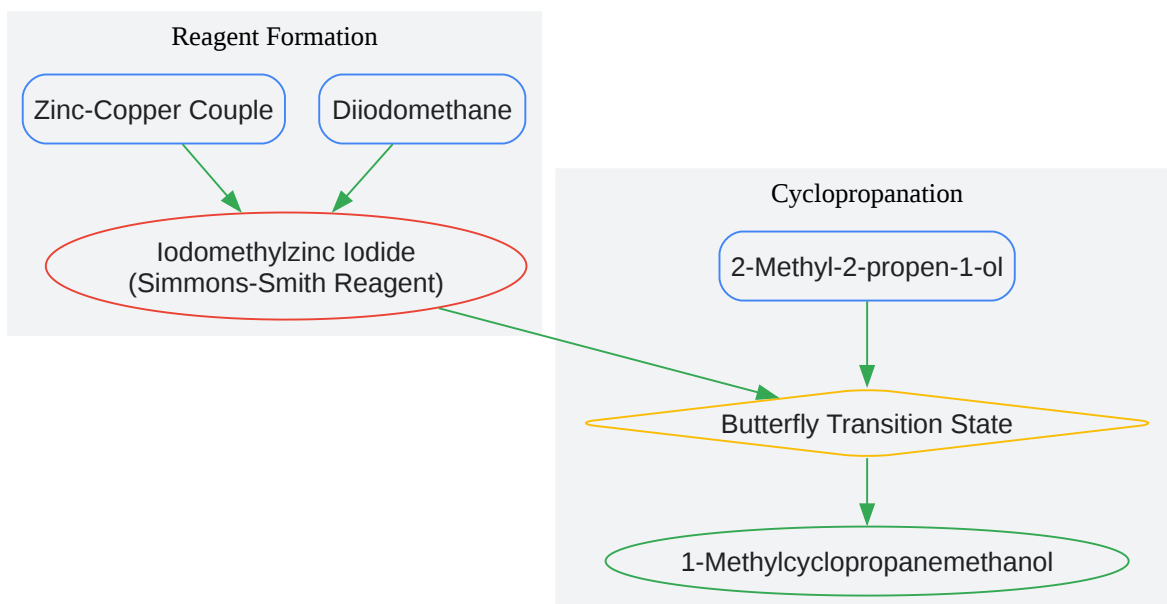 Reagent Formation
Zinc-Copper Couple
Diiodomethane
Iodomethylzinc Iodide
(Simmons-Smith Reagent)
Cyclopropanation
2-Methyl-2-propen-1-ol
Butterfly Transition State
1-Methylcyclopropanemethanol